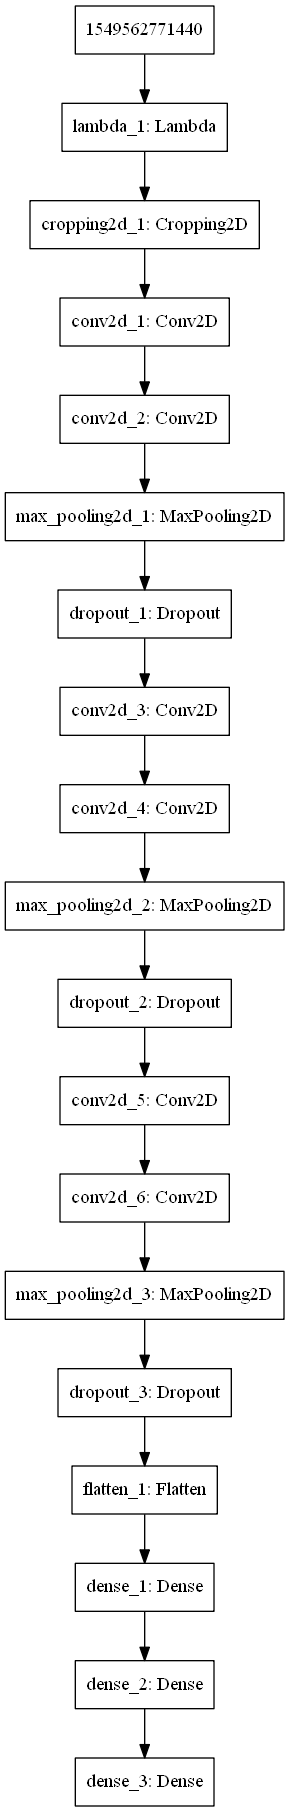 1549562771440
lambda_1: Lambda
cropping2d_1: Cropping2D
conv2d_1: Conv2D
conv2d_2: Conv2D
max_pooling2d_1: MaxPooling2D
dropout_1: Dropout
conv2d_3: Conv2D
conv2d_4: Conv2D
max_pooling2d_2: MaxPooling2D
dropout_2: Dropout
conv2d_5: Conv2D
conv2d_6: Conv2D
max_pooling2d_3: MaxPooling2D
dropout_3: Dropout
flatten_1: Flatten
dense_1: Dense
dense_2: Dense
dense_3: Dense